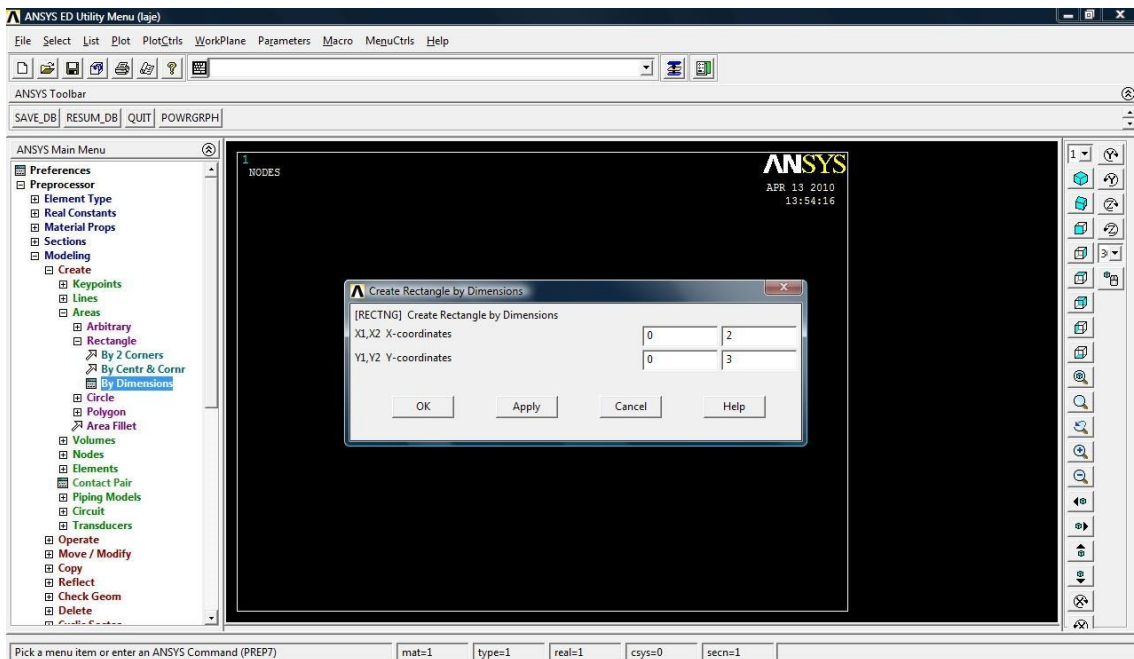 ANSYS ED Utility Menu (laje)
File Select List Plot PlotCtrls WorkPlane Parameters Macro MenuCtrls Help
ANSYS Toolbar
SAVE_DB RESUM_DB QUIT POWRGRPH
ANSYS Main Menu
Preferences
Preprocessor
Element Type
Real Constants
Material Props
Sections
Modeling
Create
Keypoints
Lines
Areas
Arbitrary
Rectangle
By 2 Corners
By Centr & Cornr
By Dimensions
Circle
Polygon
Area Fillet
Volumes
Nodes
Elements
Contact Pair
Piping Models
Circuit
Transducers
Operate
Move / Modify
Copy
Reflect
Check Geom
Delete
1
NODES
ANSYS
APR 13 2010
13:54:16
Create Rectangle by Dimensions
[RECTNG] Create Rectangle by Dimensions
X1,X2 X-coordinates 0 2
Y1,Y2 Y-coordinates 0 3
OK Apply Cancel Help
1
Pick a menu item or enter an ANSYS Command (PREP7) mat=1 type=1 real=1 csys=0 secn=1